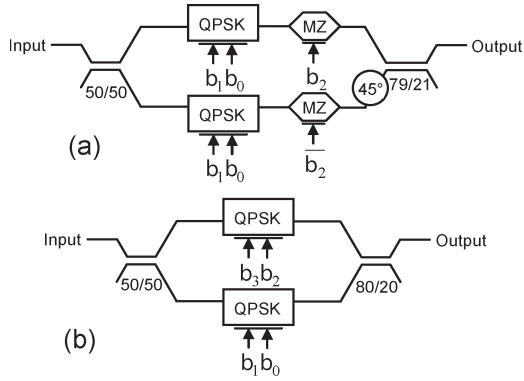 QPSK
MZ
Input
Output
b₁b₀
b₂
50/50
45°
79/21
QPSK
MZ
(a)
b₁b₀
b̅₂
QPSK
Input
Output
b₃b₂
50/50
80/20
QPSK
(b)
b₁b₀